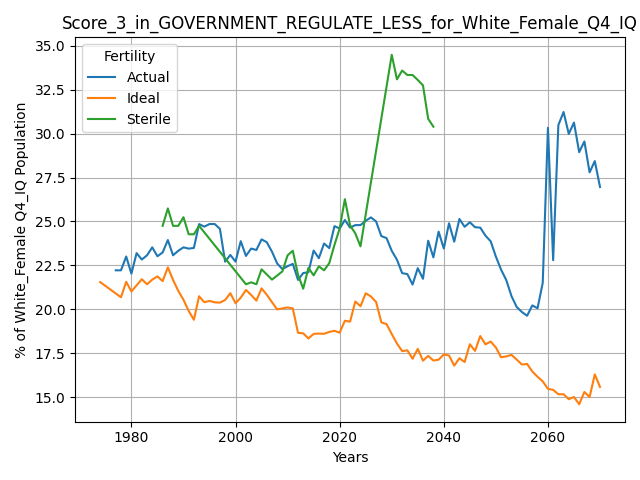 Score_3_in_GOVERNMENT_REGULATE_LESS_for_White_Female_Q4_IQ
35.0
32.5
30.0
27.5
25.0
22.5
20.0
17.5
15.0
% of White_Female Q4_IQ Population
Fertility
Actual
Ideal
Sterile
1980
2000
2020
2040
2060
Years